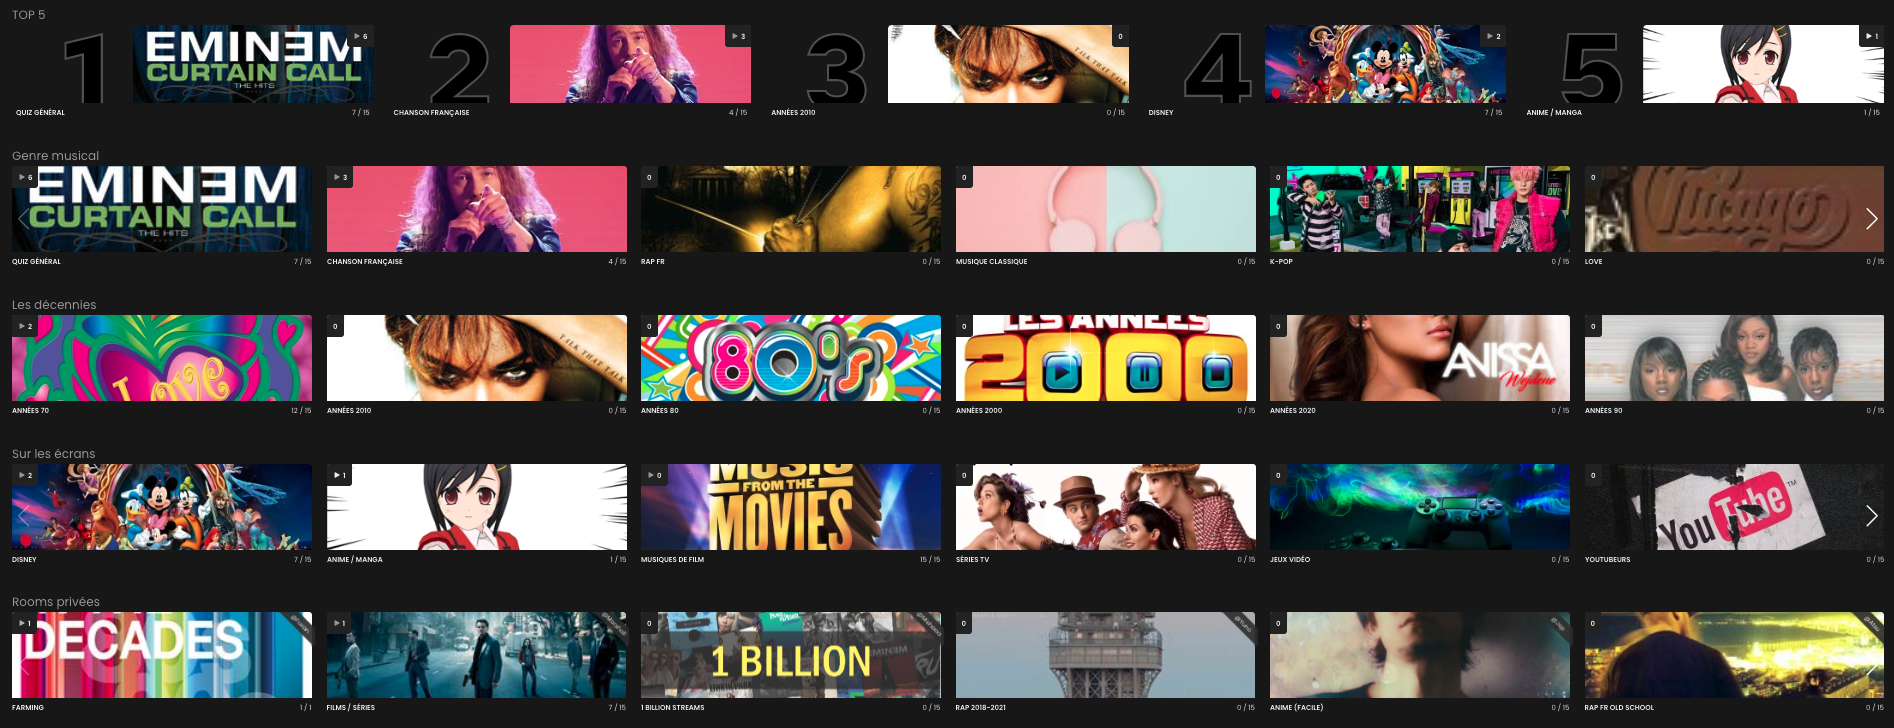 TOP 5
1
EMINEM
CURTAIN CALL
THE HITS
6
QUIZ GÉNÉRAL
7 / 15
2
3
CHANSON FRANÇAISE
4 / 15
3
TALK THAT TALK
0
ANNÉES 2010
0 / 15
4
2
DISNEY
7 / 15
5
1
ANIME / MANGA
1 / 15
Genre musical
6
EMINEM
CURTAIN CALL
THE HITS
QUIZ GÉNÉRAL
7 / 15
3
CHANSON FRANÇAISE
4 / 15
0
RAP FR
0 / 15
0
MUSIQUE CLASSIQUE
0 / 15
0
K-POP
0 / 15
0
Chicago
LOVE
0 / 15
Les décennies
2
Love
ANNÉES 70
12 / 15
0
TALK THAT TALK
ANNÉES 2010
0 / 15
0
80's
ANNÉES 80
0 / 15
0
LES ANNEES
2000
ANNÉES 2000
0 / 15
0
ANISSA
Wejdene
ANNÉES 2020
0 / 15
0
ANNÉES 90
0 / 15
Sur les écrans
2
DISNEY
7 / 15
1
ANIME / MANGA
1 / 15
0
MUSIC
FROM THE
MOVIES
MUSIQUES DE FILM
15 / 15
0
SÉRIES TV
0 / 15
0
JEUX VIDÉO
0 / 15
0
YouTube™
YOUTUBEURS
0 / 15
Rooms privées
1
DECADES
FARMING
1 / 1
1
FILMS / SÉRIES
7 / 15
0
1 BILLION
1 BILLION STREAMS
0 / 15
0
RAP 2018-2021
0 / 15
0
ANIME (FACILE)
0 / 15
0
RAP FR OLD SCHOOL
0 / 15